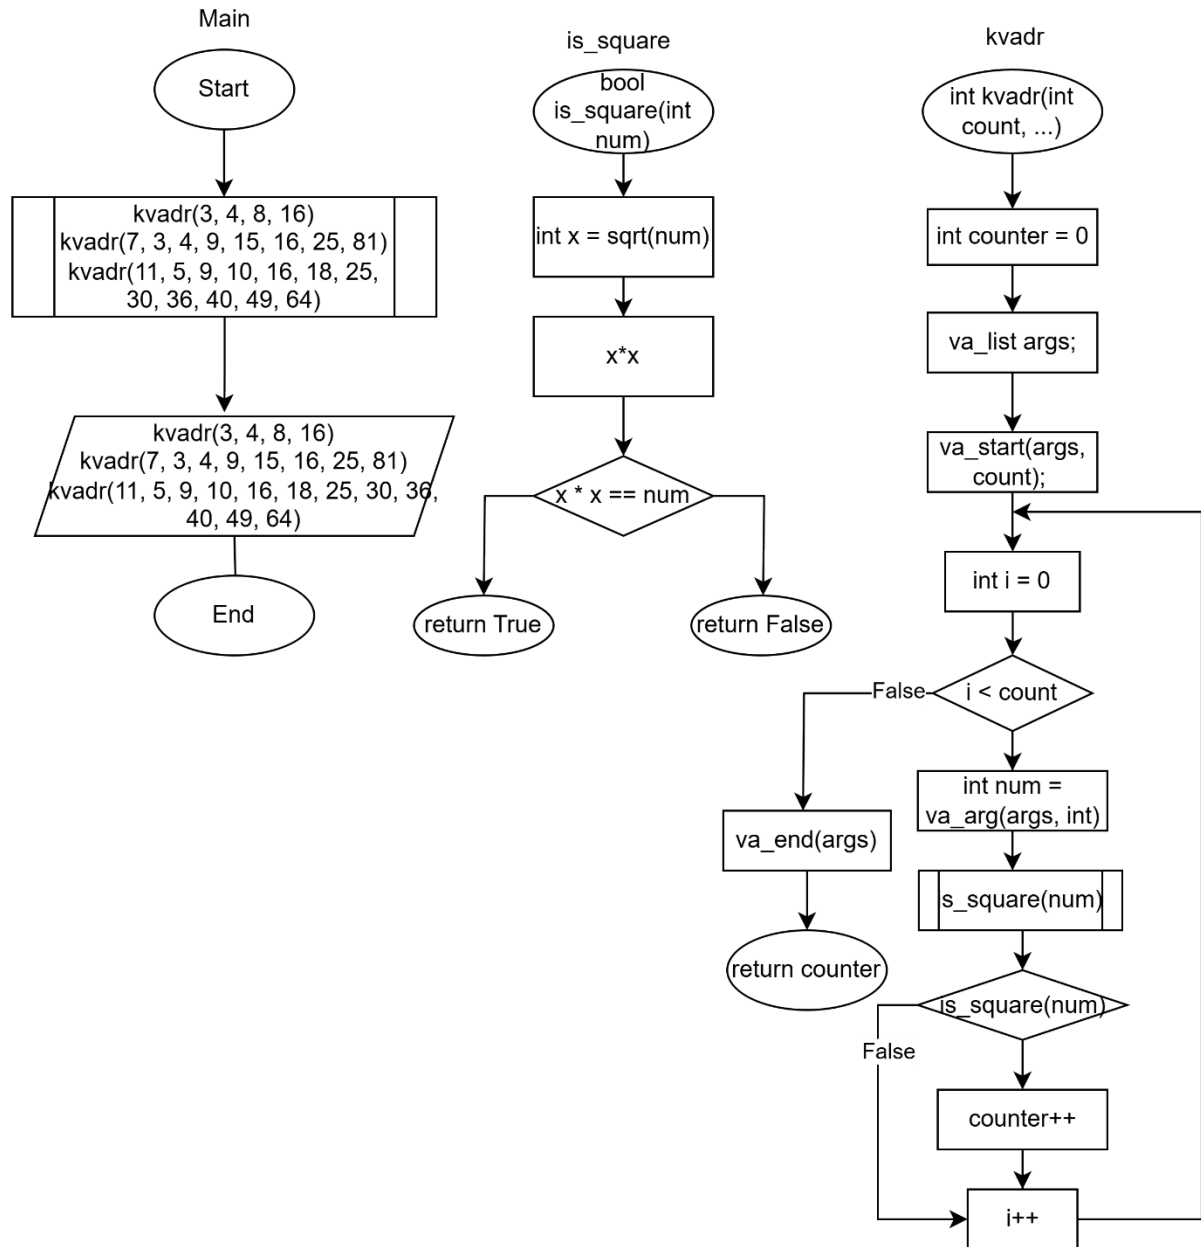 Main
Start
kvadr(3, 4, 8, 16)
kvadr(7, 3, 4, 9, 15, 16, 25, 81)
kvadr(11, 5, 9, 10, 16, 18, 25,
30, 36, 40, 49, 64)
kvadr(3, 4, 8, 16)
kvadr(7, 3, 4, 9, 15, 16, 25, 81)
kvadr(11, 5, 9, 10, 16, 18, 25, 30, 36,
40, 49, 64)
End
is_square
bool
is_square(int
num)
int x = sqrt(num)
x*x
x * x == num
return True
return False
kvadr
int kvadr(int
count, ...)
int counter = 0
va_list args;
va_start(args,
count);
int i = 0
i < count
False
va_end(args)
return counter
int num =
va_arg(args, int)
is_square(num)
is_square(num)
False
counter++
i++